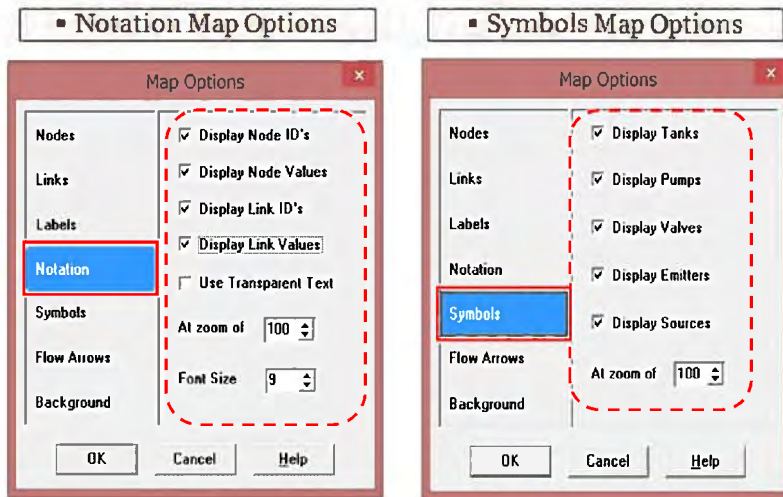 ▪ Notation Map Options
Map Options
x
Nodes
Links
Labels
Notation
Symbols
Flow Arrows
Background
Display Node ID's
Display Node Values
Display Link ID's
Display Link Values
Use Transparent Text
At zoom of 100
Font Size 9
OK Cancel Help
▪ Symbols Map Options
Map Options
x
Nodes
Links
Labels
Notation
Symbols
Flow Arrows
Background
Display Tanks
Display Pumps
Display Valves
Display Emitters
Display Sources
At zoom of 100
OK Cancel Help